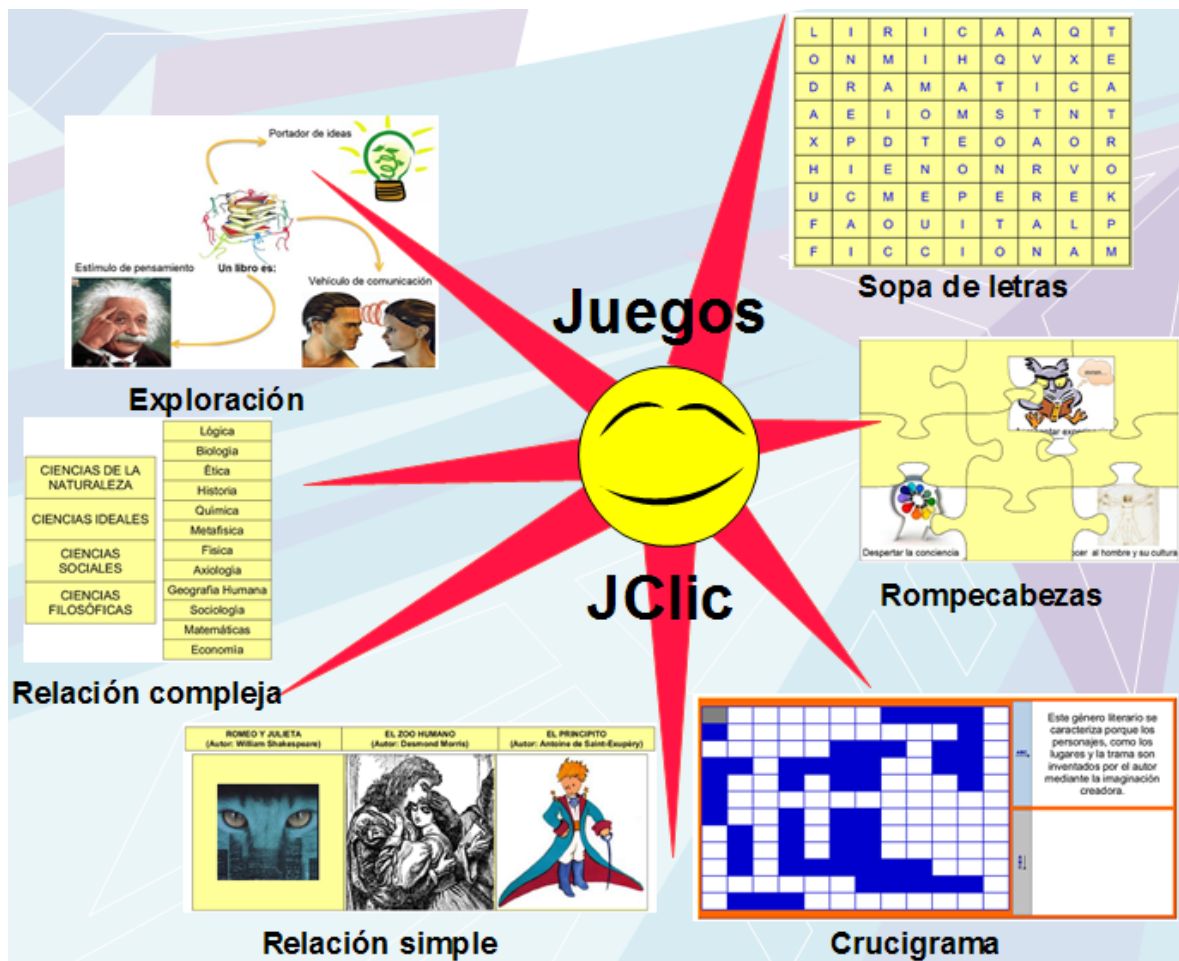 Juegos
JClic
Portador de ideas
Estímulo de pensamiento
Un libro es:
Vehículo de comunicación
Exploración
L I R I C A A Q T
O N M I H Q V X E
D R A M A T I C A
A E I O M S T N T
X P D T E O A O R
H I E N O N R V O
U C M E P E R E K
F A O U I T A L P
F I C C I O N A M
Sopa de letras
mmm...
Despertar la conciencia
al hombre y su cultura
Rompecabezas
CIENCIAS DE LA
NATURALEZA
CIENCIAS IDEALES
CIENCIAS
SOCIALES
CIENCIAS
FILOSÓFICAS
Lógica
Biología
Ética
Historia
Química
Metafísica
Física
Axiología
Geografía Humana
Sociología
Matemáticas
Economía
Relación compleja
ROMEO Y JULIETA
(Autor: William Shakespeare)
EL ZOO HUMANO
(Autor: Desmond Morris)
EL PRINCIPITO
(Autor: Antoine de Saint-Exupéry)
Relación simple
Este género literario se
caracteriza porque los
personajes, como los
lugares y la trama son
inventados por el autor
mediante la imaginación
creadora.
Crucigrama